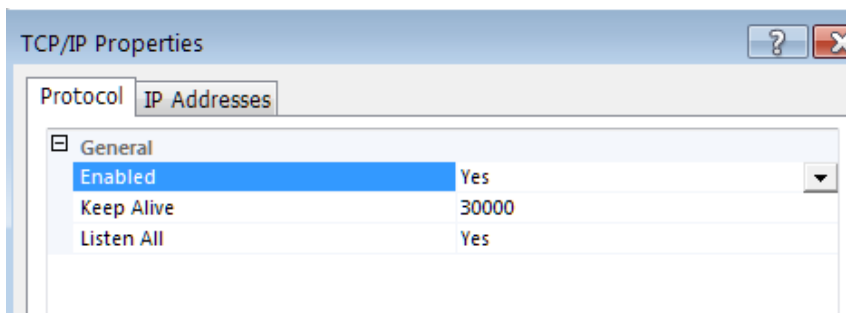 TCP/IP Properties
Protocol IP Addresses
General
Enabled Yes
Keep Alive 30000
Listen All Yes